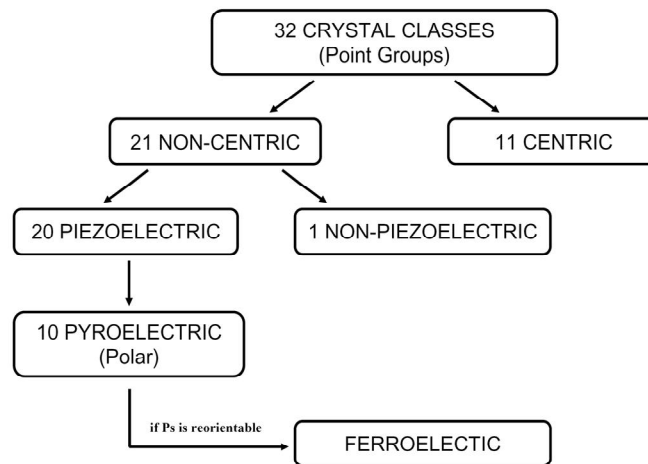 32 CRYSTAL CLASSES
(Point Groups)
21 NON-CENTRIC
11 CENTRIC
20 PIEZOELECTRIC
1 NON-PIEZOELECTRIC
10 PYROELECTRIC
(Polar)
if Ps is reorientable
FERROELECTIC